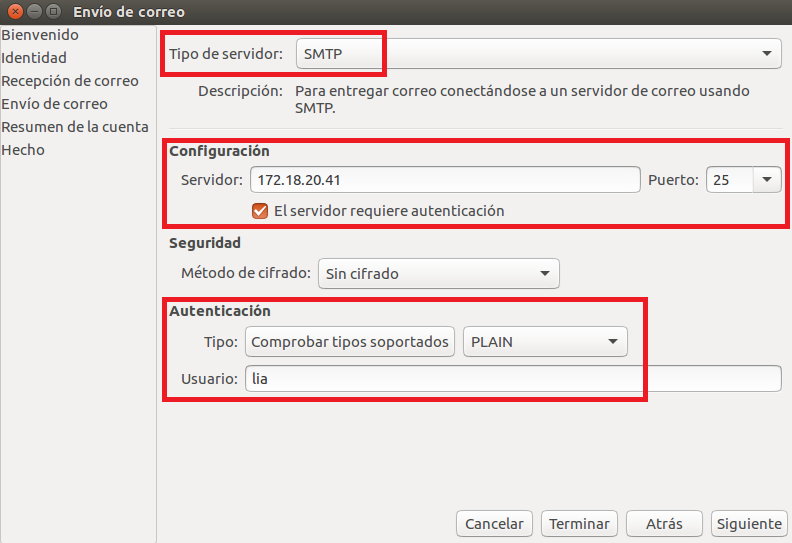 Envío de correo
Bienvenido
Identidad
Recepción de correo
Envío de correo
Resumen de la cuenta
Hecho
Tipo de servidor: SMTP
Descripción: Para entregar correo conectándose a un servidor de correo usando
SMTP.
Configuración
Servidor: 172.18.20.41 Puerto: 25
El servidor requiere autenticación
Seguridad
Método de cifrado: Sin cifrado
Autenticación
Tipo: Comprobar tipos soportados PLAIN
Usuario: lia
Cancelar Terminar Atrás Siguiente